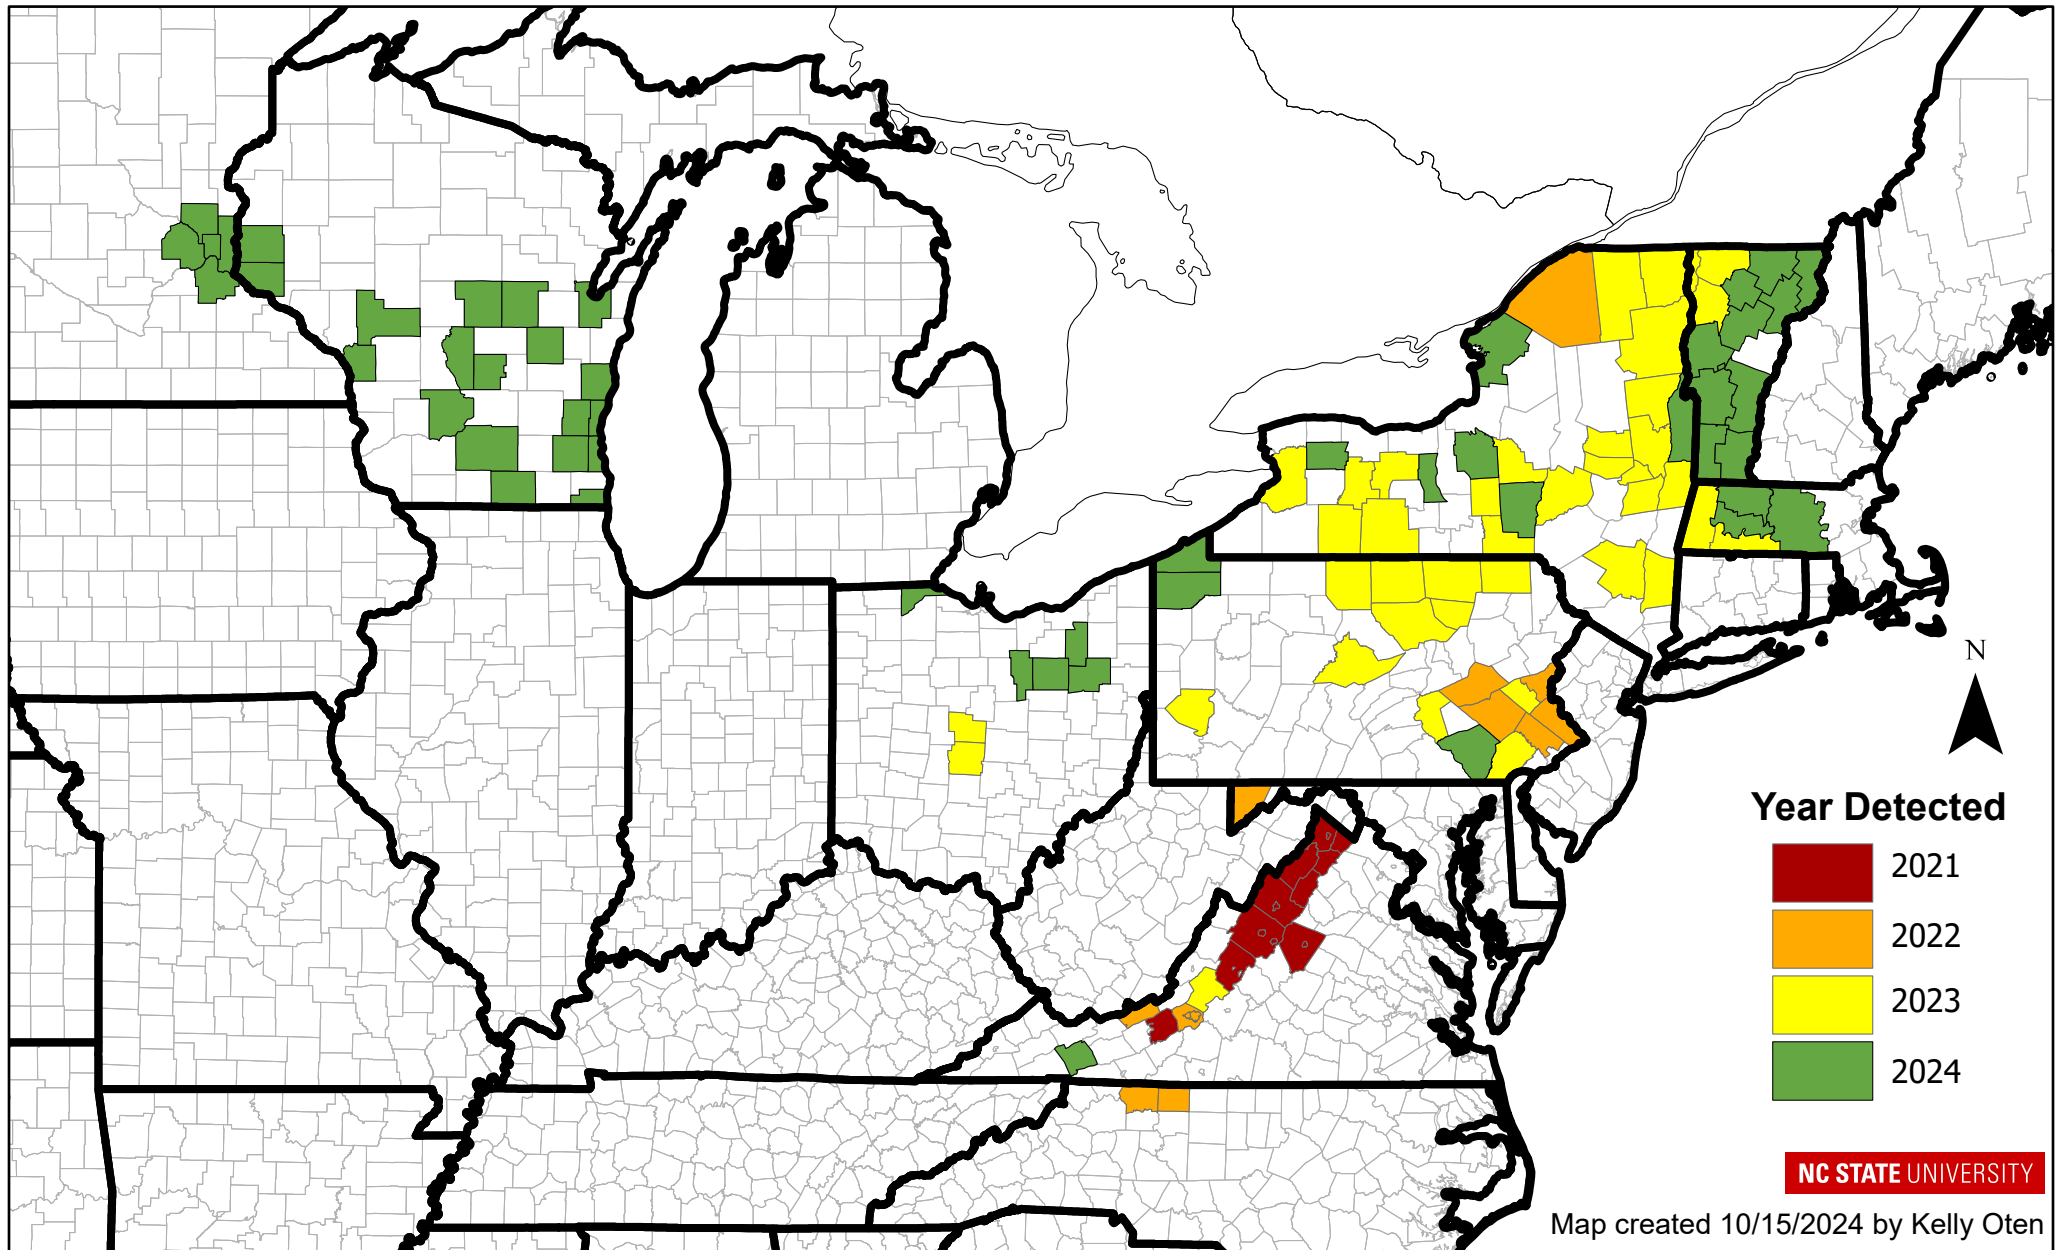 N
Year Detected
2021
2022
2023
2024
NC STATE UNIVERSITY
Map created 10/15/2024 by Kelly Oten